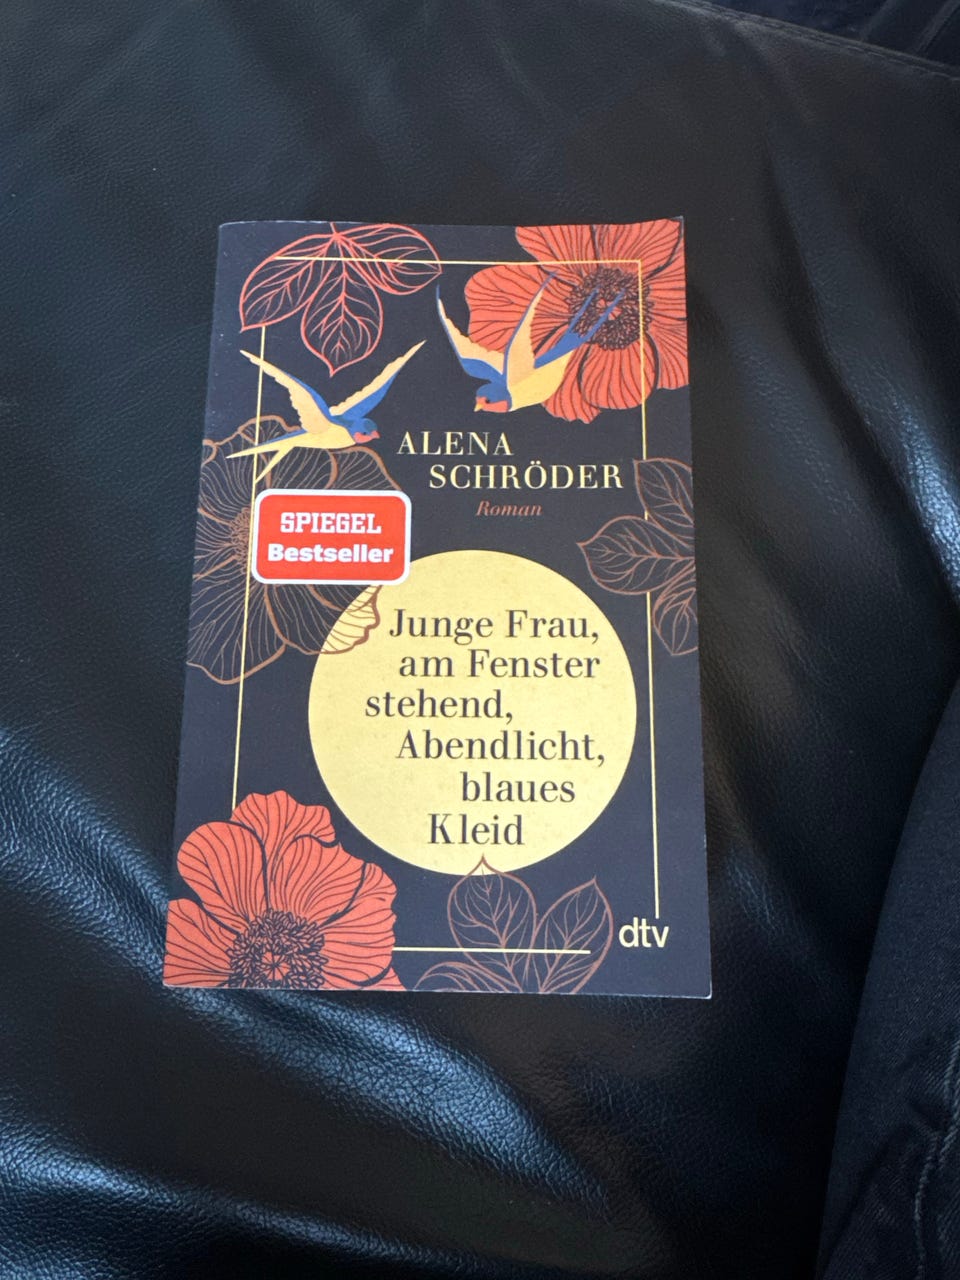 ALENA
SCHRÖDER
Roman
SPIEGEL
Bestseller
Junge Frau,
am Fenster
stehend,
Abendlicht,
blaues
Kleid
dtv